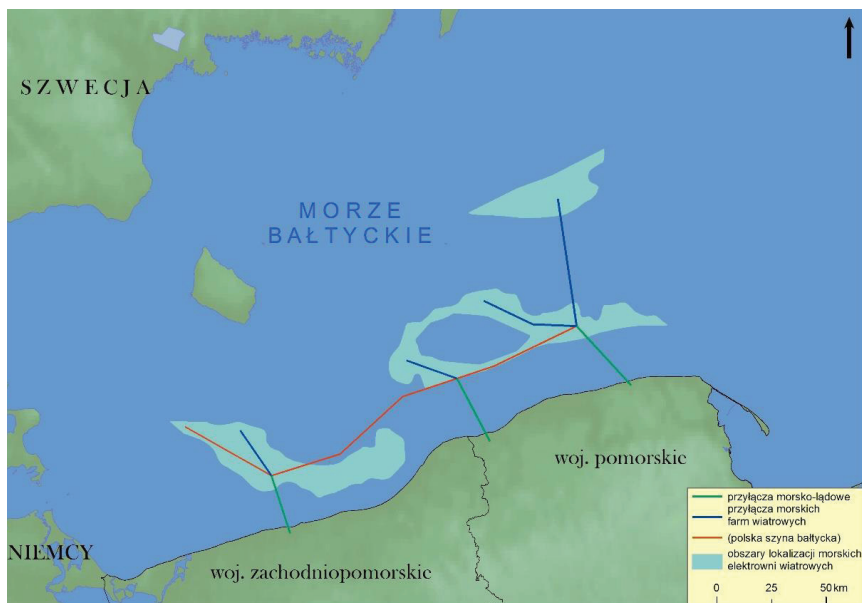 SZWECJA
MORZE
BAŁTYCKIE
woj. pomorskie
NIEMCY
woj. zachodniopomorskie
przyłącza morsko-lądowe
przyłącza morskich
farm wiatrowych
(polska szyna bałtycka)
obszary lokalizacji morskich
elektrowni wiatrowych
0 25 50 km